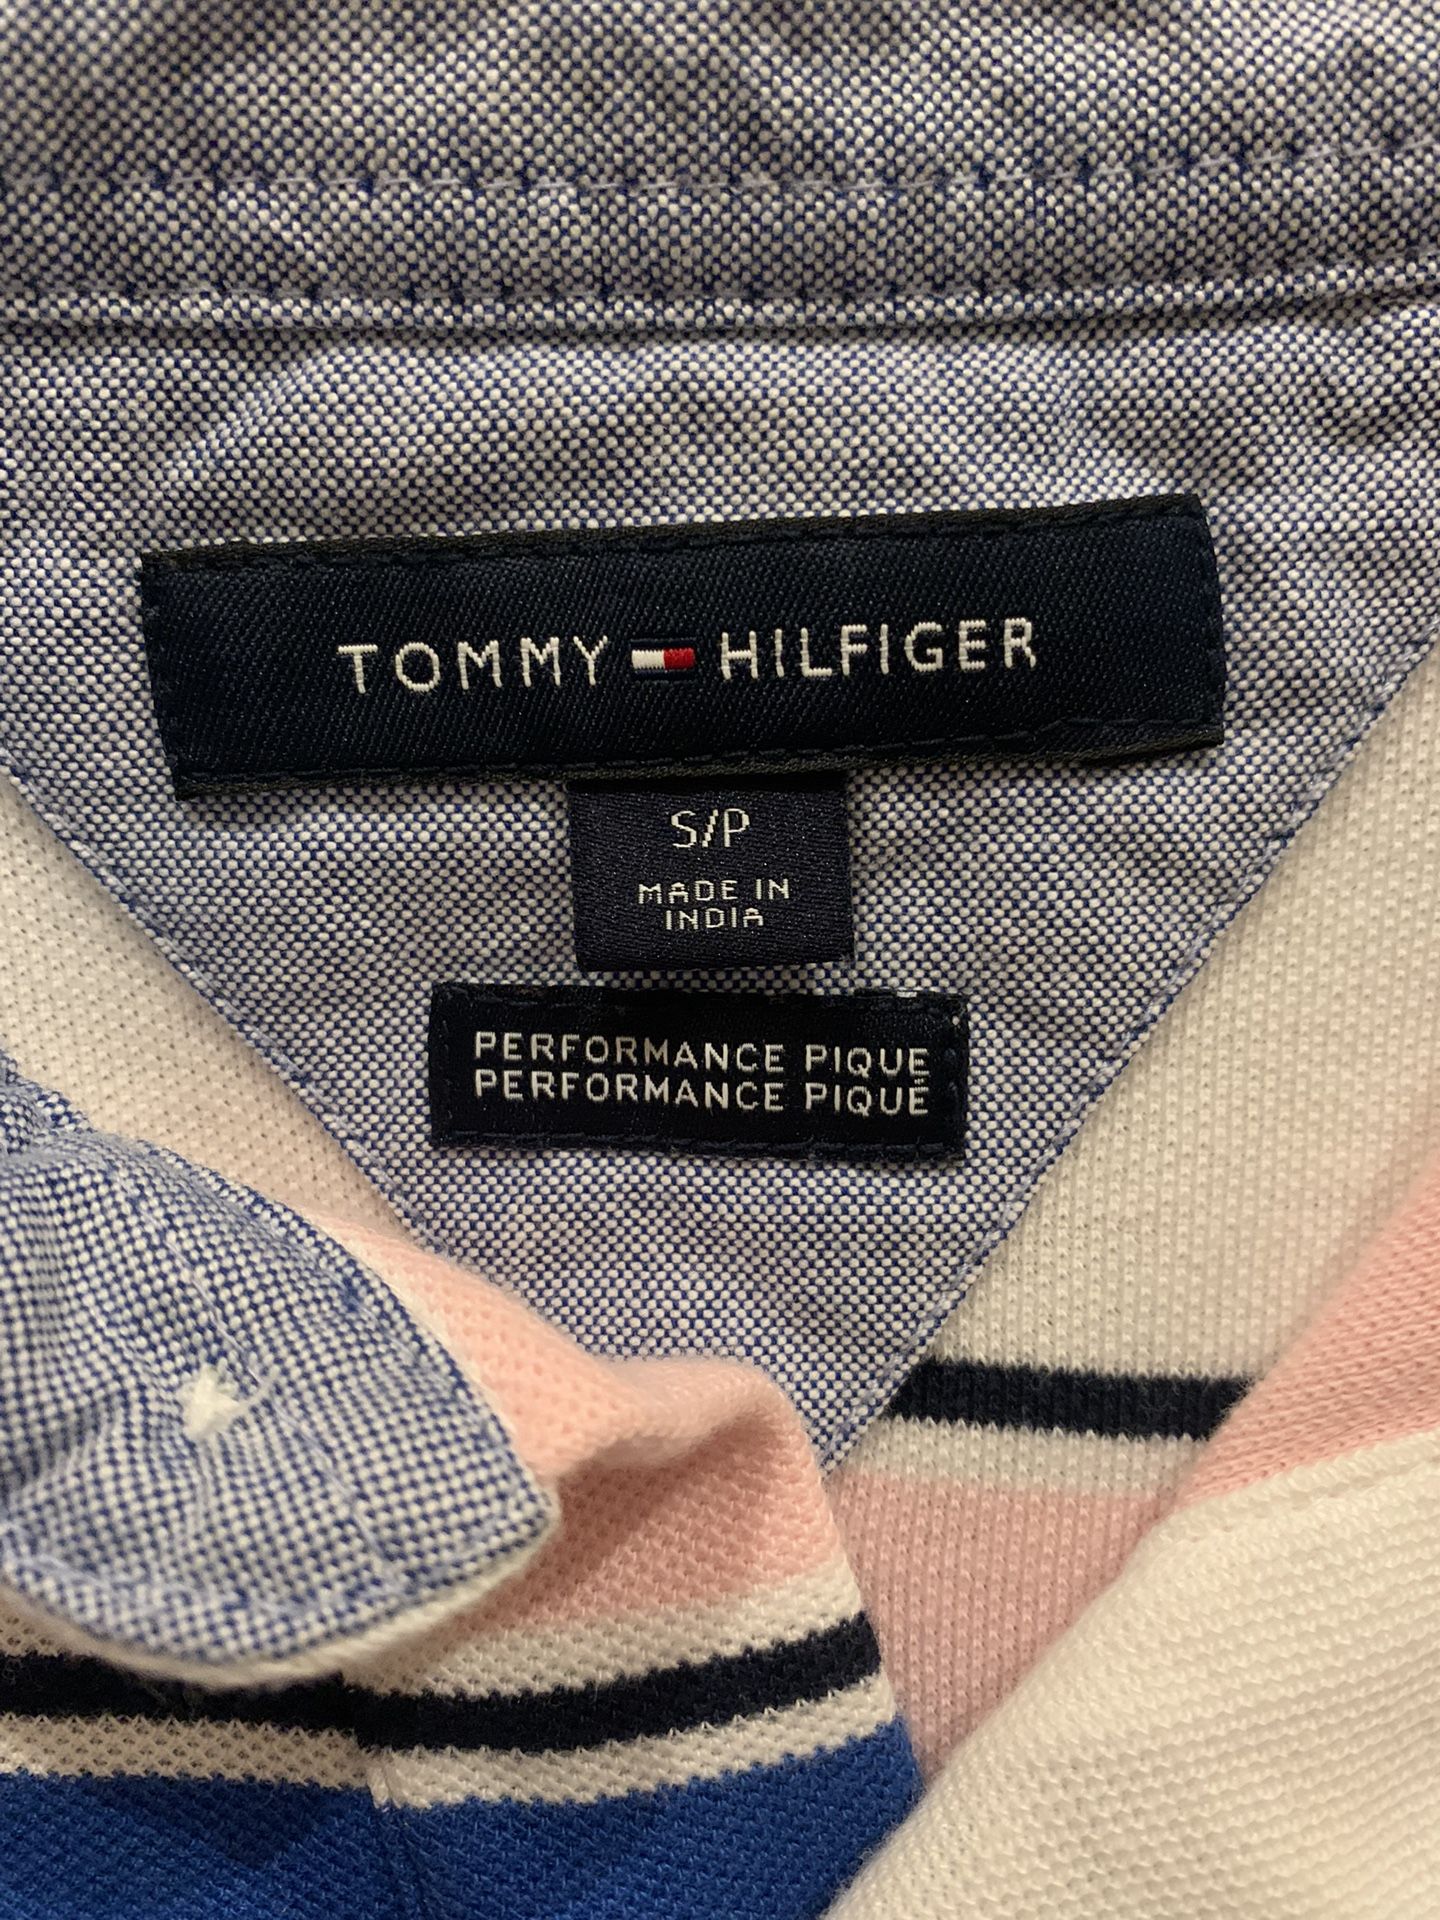 TOMMY HILFIGER
S/P
MADE IN
INDIA
PERFORMANCE PIQUE
PERFORMANCE PIQUÉ